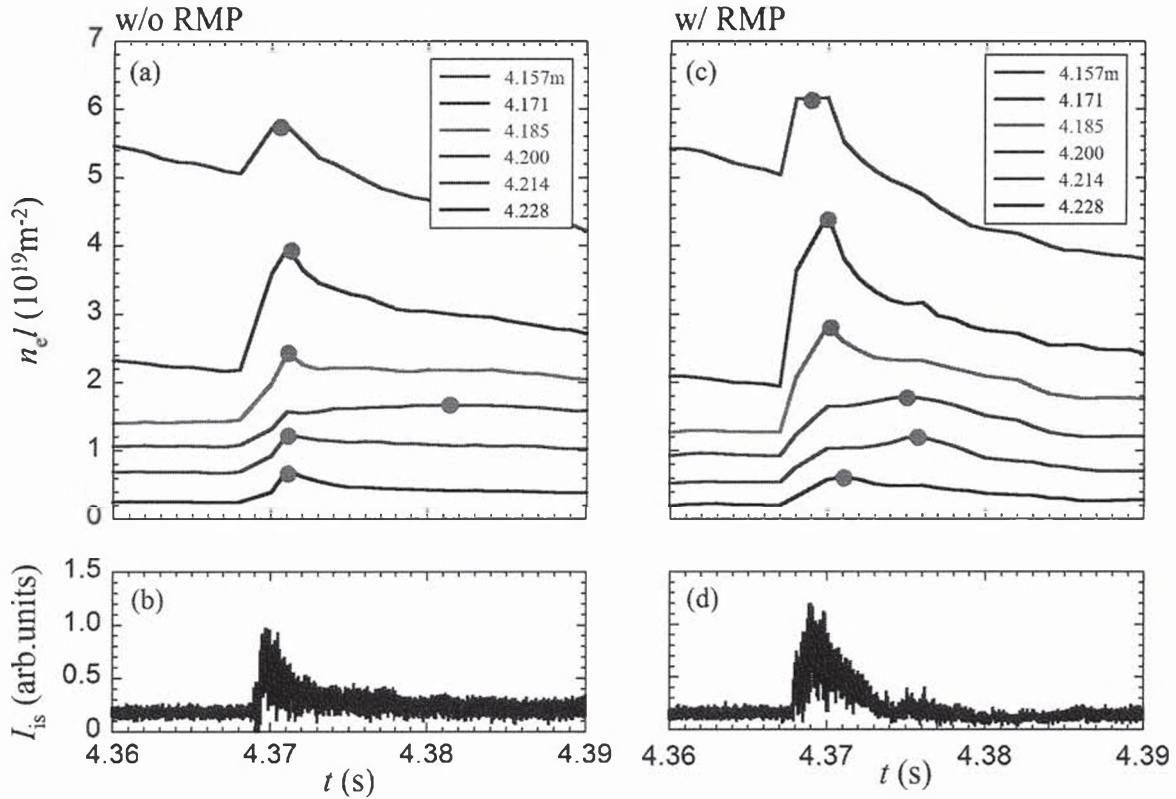 w/o RMP
w/ RMP
7
6
5
4
3
2
1
0
nₑl (10¹⁹m⁻²)
(a)
4.157m
4.171
4.185
4.200
4.214
4.228
(c)
4.157m
4.171
4.185
4.200
4.214
4.228
1.5
1.0
0.5
0
I_is (arb.units)
(b)
(d)
4.36 4.37 4.38 4.39
t (s)
4.36 4.37 4.38 4.39
t (s)